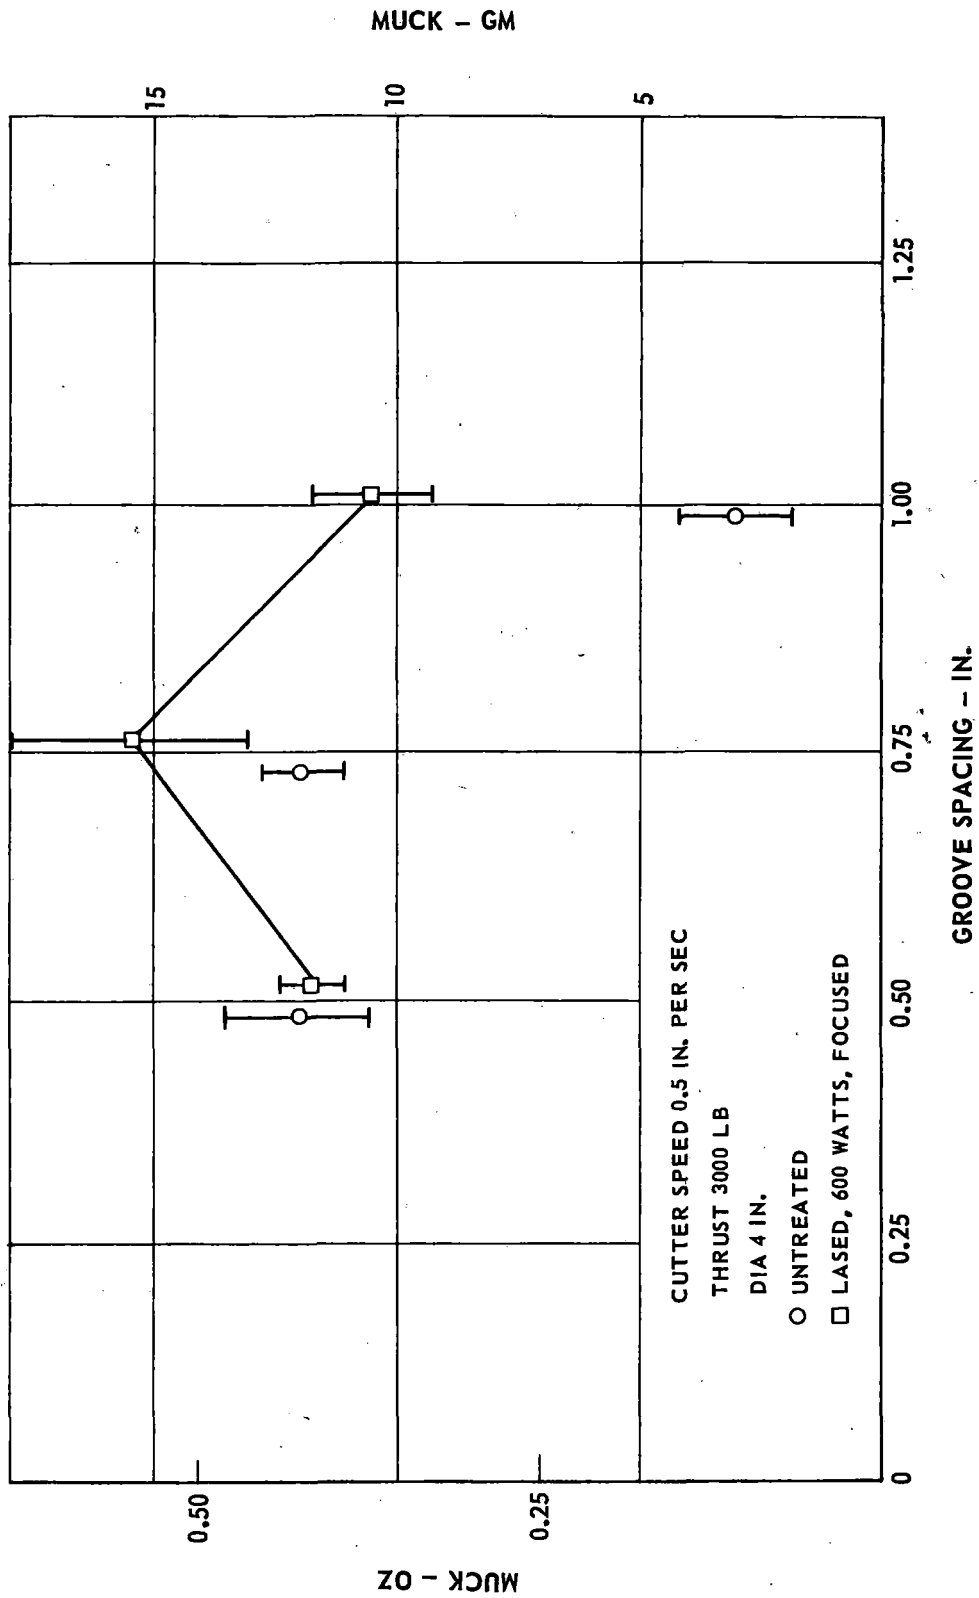 MUCK – OZ
0.50
0.25
MUCK – GM
15
10
5
CUTTER SPEED 0.5 IN. PER SEC
THRUST 3000 LB
DIA 4 IN.
UNTREATED
LASED, 600 WATTS, FOCUSED
0
0.25
0.50
0.75
1.00
1.25
GROOVE SPACING – IN.